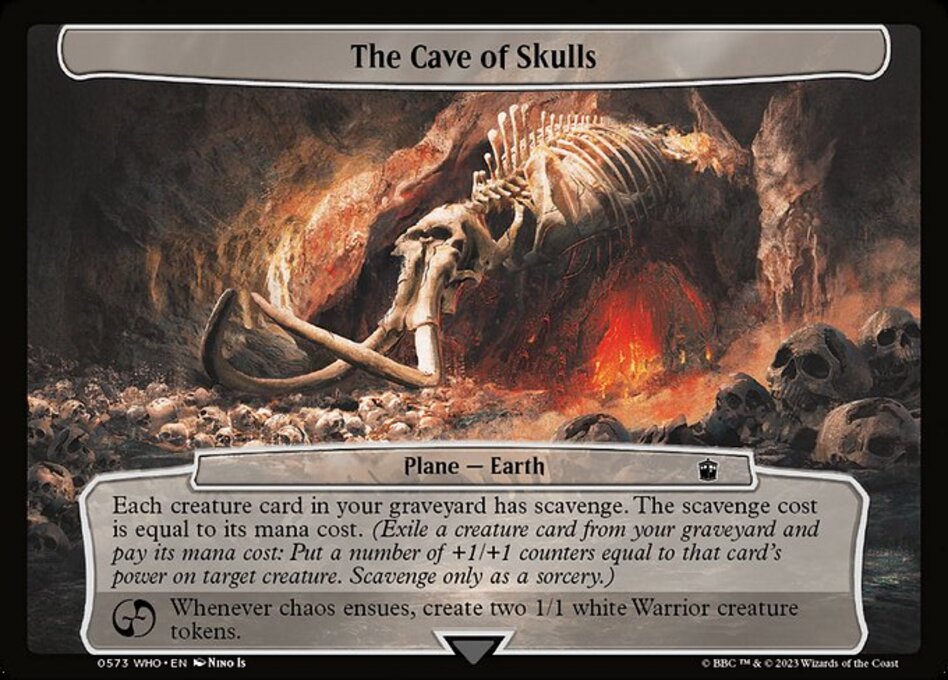 The Cave of Skulls
Plane — Earth
Each creature card in your graveyard has scavenge. The scavenge cost
is equal to its mana cost. (Exile a creature card from your graveyard and
pay its mana cost: Put a number of +1/+1 counters equal to that card's
power on target creature. Scavenge only as a sorcery.)
Whenever chaos ensues, create two 1/1 white Warrior creature
tokens.
0573 WHO • EN Nino Is
© BBC ™ & © 2023 Wizards of the Coast